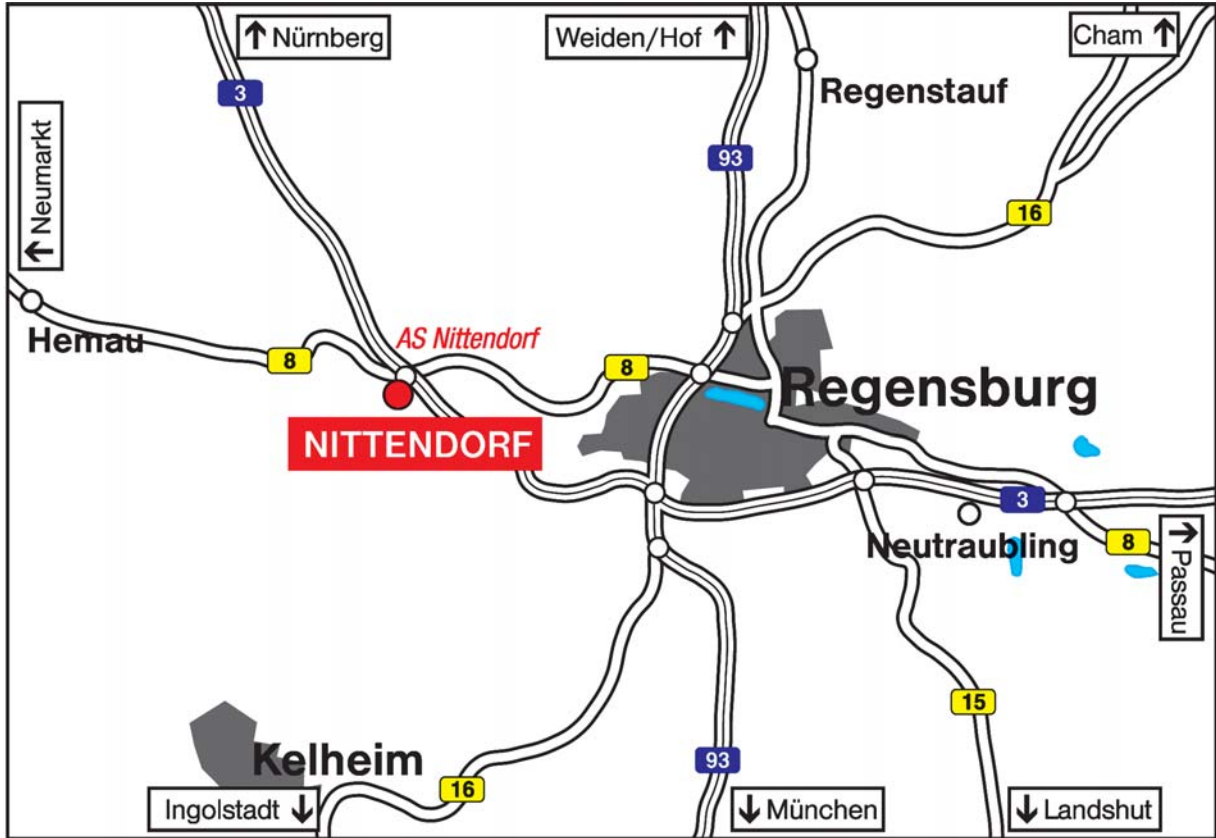 ↑ Nürnberg
Weiden/Hof ↑
Cham ↑
Regenstauf
3
93
↑ Neumarkt
16
Hemau
AS Nittendorf
8
8
Regensburg
NITTENDORF
3
Neutraubling
8
→ Passau
15
Kelheim
93
16
Ingolstadt ↓
↓ München
↓ Landshut